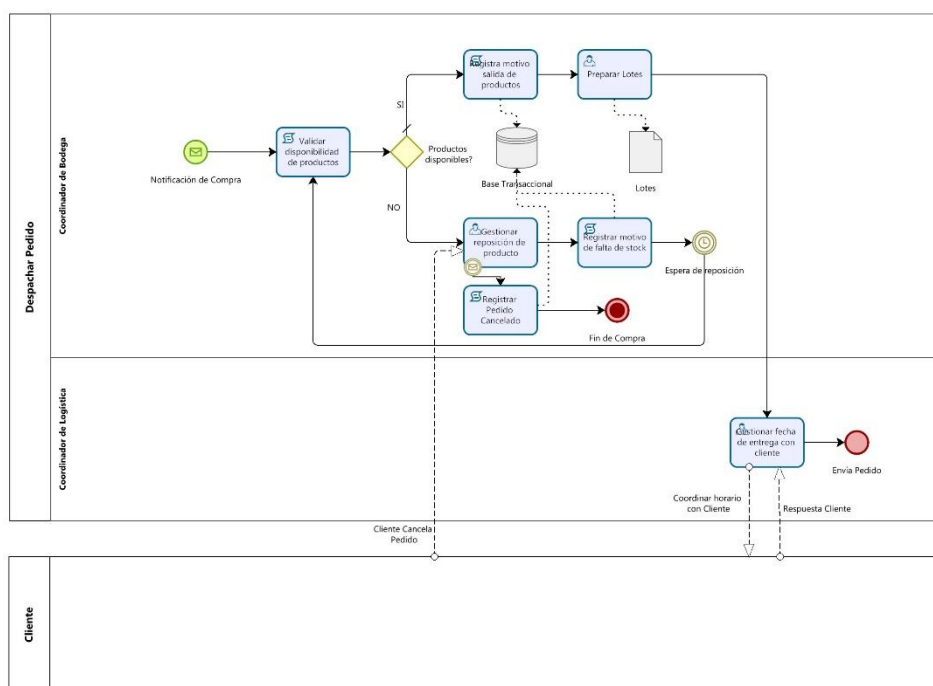 Despachar Pedido
Coordinador de Bodega
Notificación de Compra
Validar
disponibilidad
de productos
Productos
disponibles?
SI
NO
Registra motivo
salida de
productos
Preparar Lotes
Base Transaccional
Lotes
Gestionar
reposición de
producto
Registrar motivo
de falta de stock
Espera de reposición
Registrar
Pedido
Cancelado
Fin de Compra
Coordinador de Logística
Gestionar fecha
de entrega con
cliente
Envía Pedido
Coordinar horario
con Cliente
Respuesta Cliente
Cliente Cancela
Pedido
Cliente